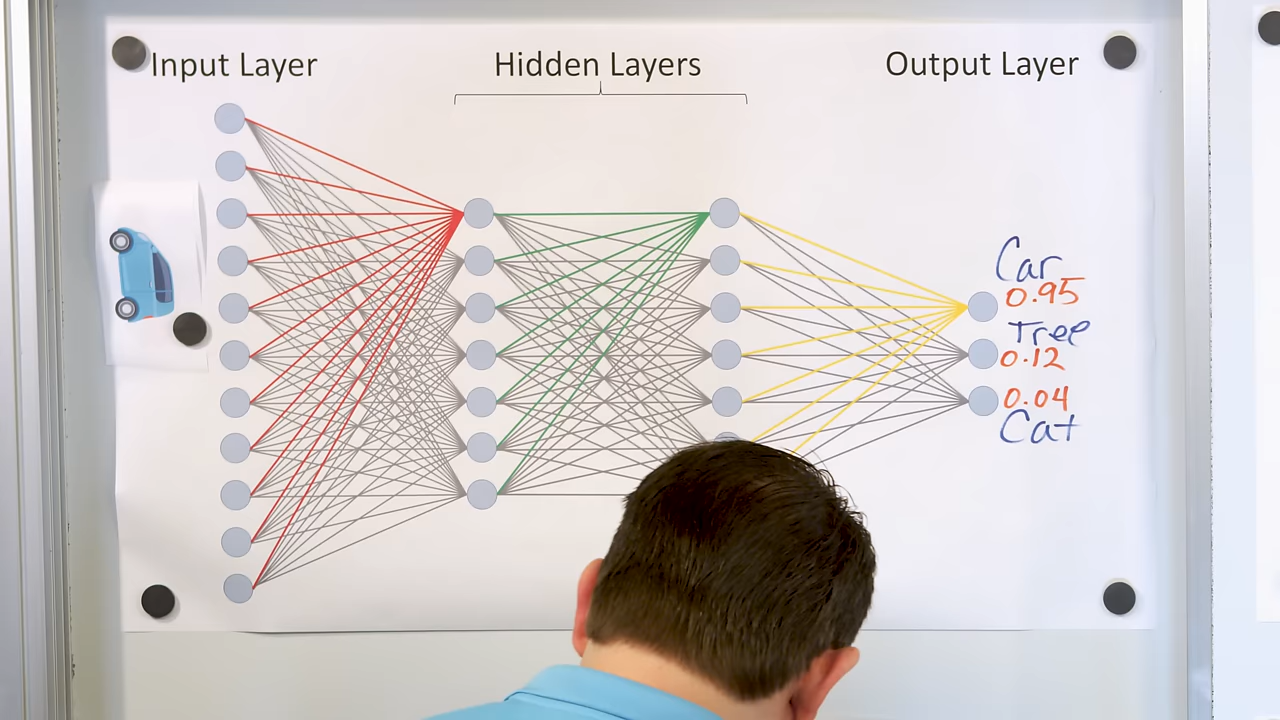 Input Layer
Hidden Layers
Output Layer
Car
0.95
Tree
0.12
0.04
Cat